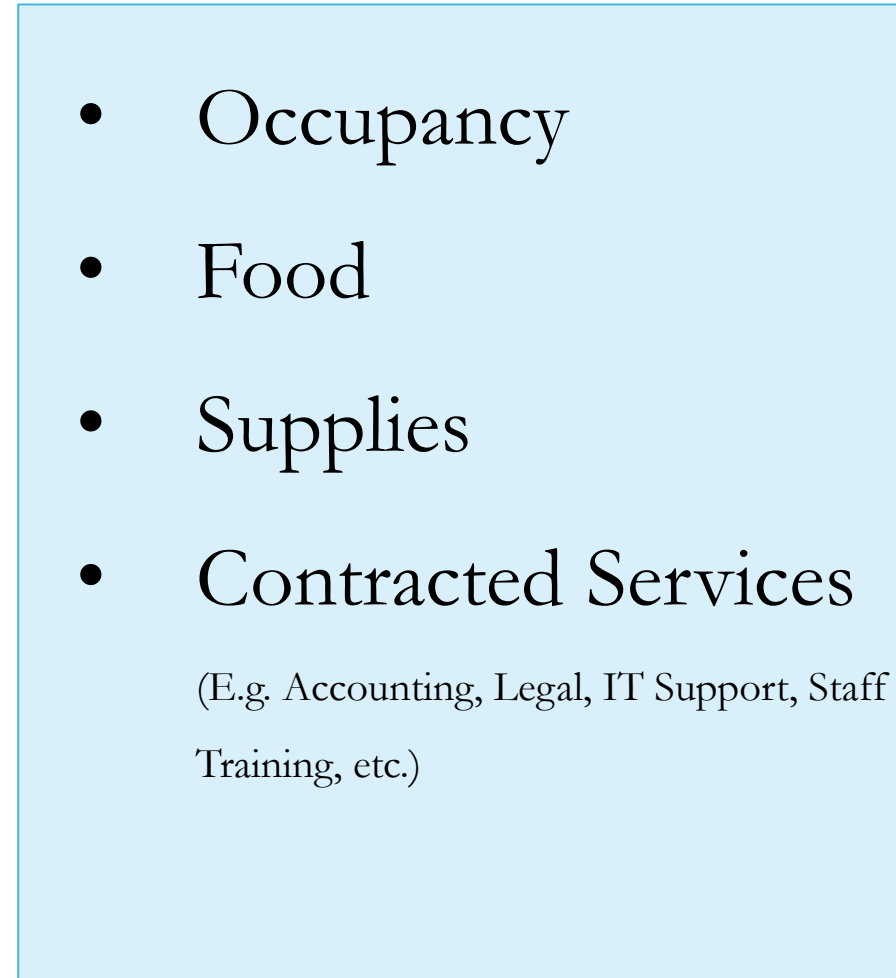 • Occupancy
• Food
• Supplies
• Contracted Services
(E.g. Accounting, Legal, IT Support, Staff
Training, etc.)